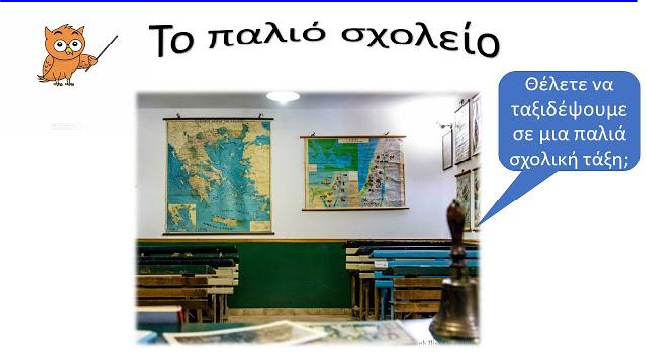 Το παλιό σχολείο
Θέλετε να
ταξιδέψουμε
σε μια παλιά
σχολική τάξη;